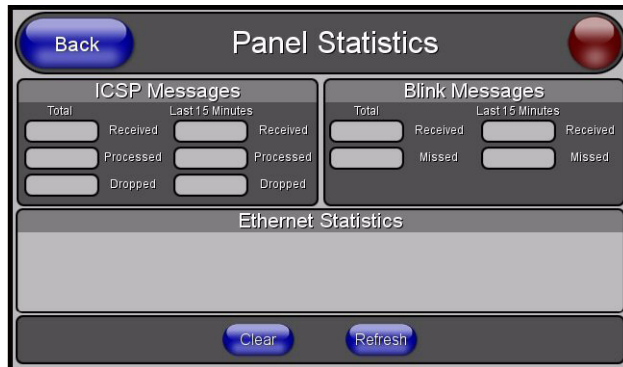 Back
Panel Statistics
ICSP Messages
Total Last 15 Minutes
Received Received
Processed Processed
Dropped Dropped
Blink Messages
Total Last 15 Minutes
Received Received
Missed Missed
Ethernet Statistics
Clear Refresh